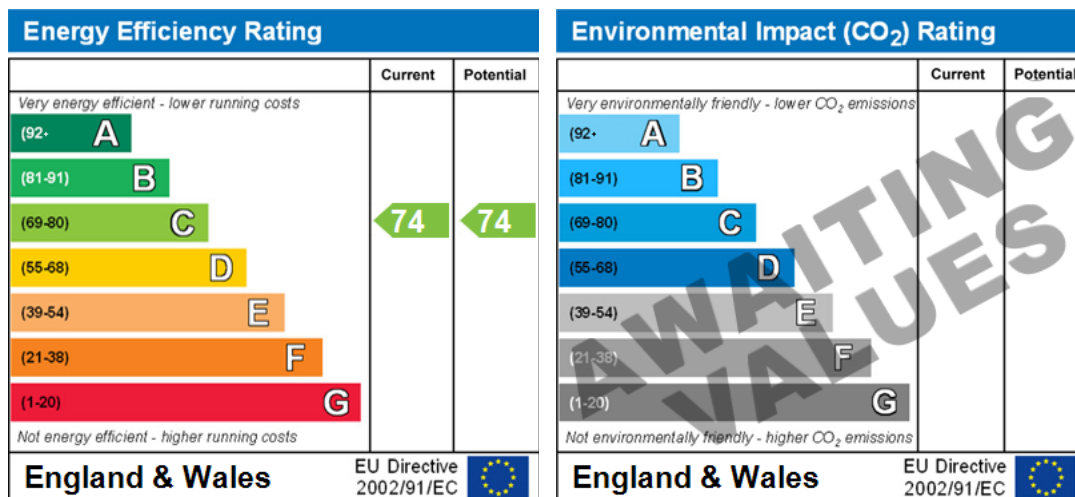 Energy Efficiency Rating
Current Potential
Very energy efficient - lower running costs
(92- A
(81-91) B
(69-80) C 74 74
(55-68) D
(39-54) E
(21-38) F
(1-20) G
Not energy efficient - higher running costs
England & Wales
EU Directive
2002/91/EC
Environmental Impact (CO₂) Rating
Current Potential
Very environmentally friendly - lower CO₂ emissions
(92- A
(81-91) B
(69-80) C
(55-68) D
(39-54) E
(21-38) F
(1-20) G
AWAITING
VALUES
Not environmentally friendly - higher CO₂ emissions
England & Wales
EU Directive
2002/91/EC